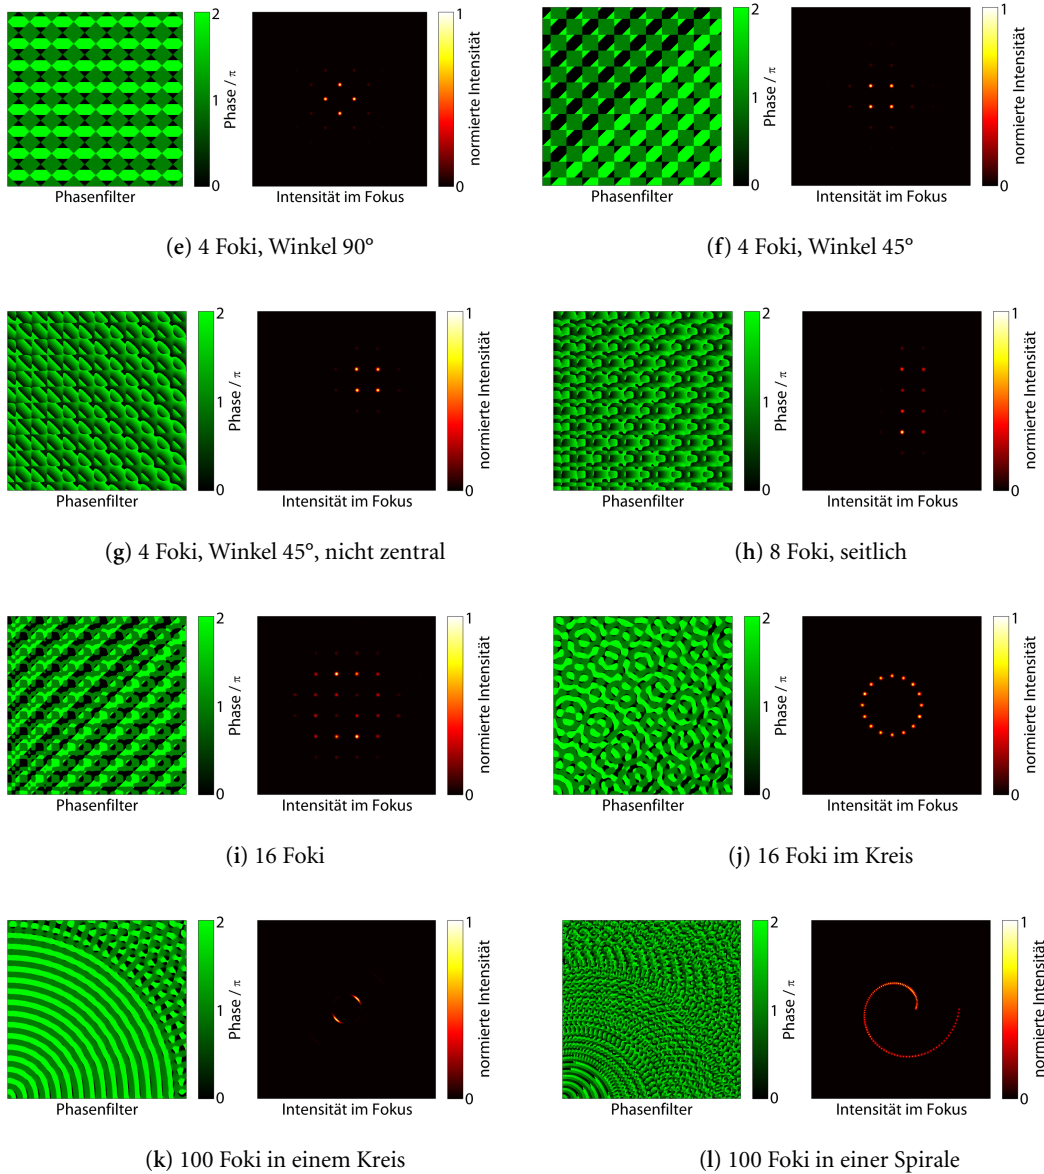 2
1
0
Phase / π
1
0
normierte Intensität
Phasenfilter
Intensität im Fokus
(e) 4 Foki, Winkel 90°
2
1
0
Phase / π
1
0
normierte Intensität
Phasenfilter
Intensität im Fokus
(f) 4 Foki, Winkel 45°
2
1
0
Phase / π
1
0
normierte Intensität
Phasenfilter
Intensität im Fokus
(g) 4 Foki, Winkel 45°, nicht zentral
2
1
0
Phase / π
1
0
normierte Intensität
Phasenfilter
Intensität im Fokus
(h) 8 Foki, seitlich
2
1
0
Phase / π
1
0
normierte Intensität
Phasenfilter
Intensität im Fokus
(i) 16 Foki
2
1
0
Phase / π
1
0
normierte Intensität
Phasenfilter
Intensität im Fokus
(j) 16 Foki im Kreis
2
1
0
Phase / π
1
0
normierte Intensität
Phasenfilter
Intensität im Fokus
(k) 100 Foki in einem Kreis
2
1
0
Phase / π
1
0
normierte Intensität
Phasenfilter
Intensität im Fokus
(l) 100 Foki in einer Spirale